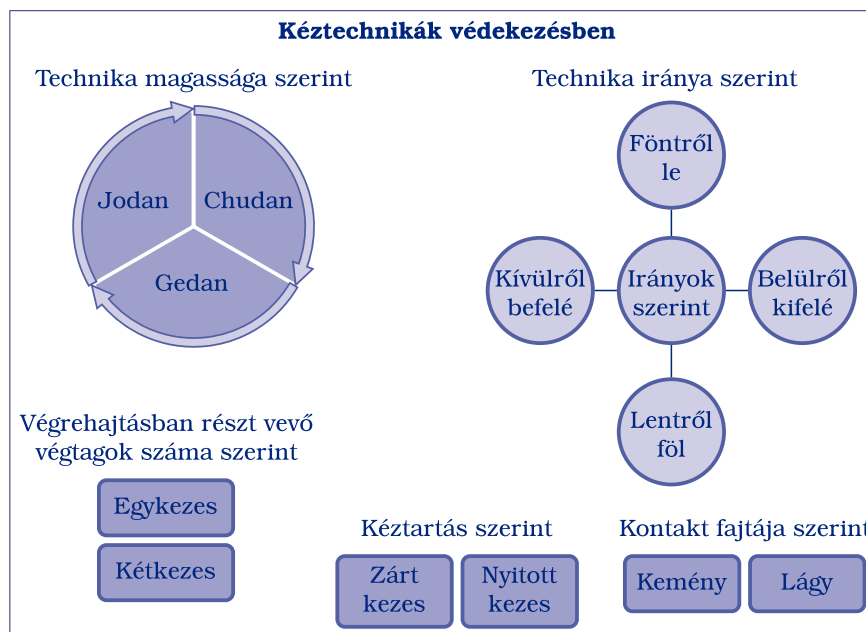 Kéztechnikák védekezésben
Technika magassága szerint
Jodan
Chudan
Gedan
Technika iránya szerint
Föntről
le
Kívülről
befelé
Irányok
szerint
Belülről
kifelé
Lentről
föl
Végrehajtásban részt vevő
végtagok száma szerint
Egykezes
Kétkezes
Kéztartás szerint
Zárt
kezes
Nyitott
kezes
Kontakt fajtája szerint
Kemény
Lágy